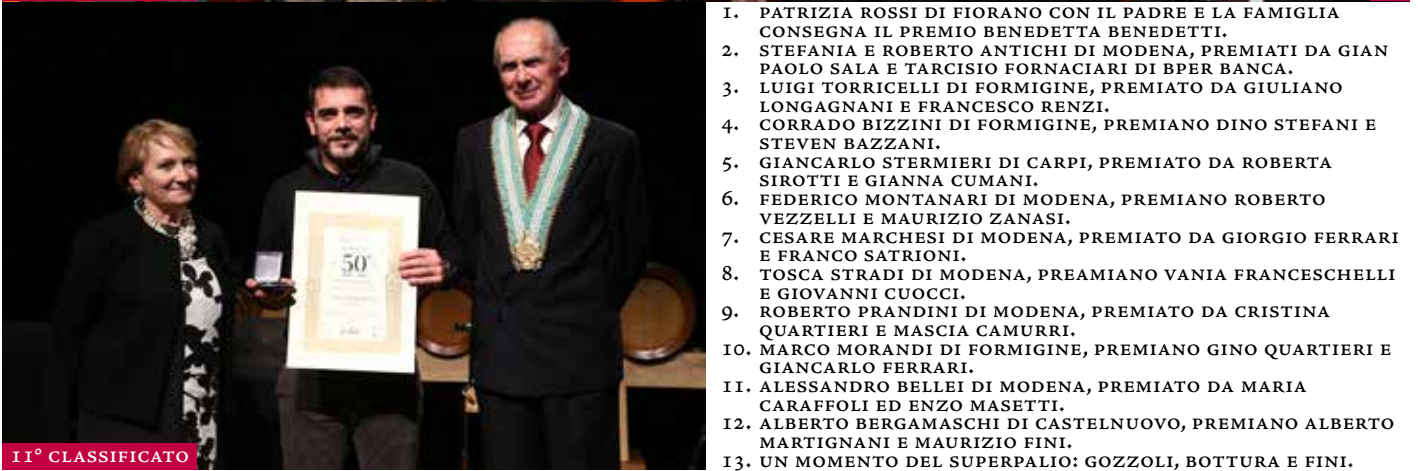 50°
11° CLASSIFICATO
1. PATRIZIA ROSSI DI FIORANO CON IL PADRE E LA FAMIGLIA
CONSEGNA IL PREMIO BENEDETTA BENEDETTI.
2. STEFANIA E ROBERTO ANTICHI DI MODENA, PREMIATI DA GIAN
PAOLO SALA E TARCISIO FORNACIARI DI BPER BANCA.
3. LUIGI TORRICELLI DI FORMIGINE, PREMIATO DA GIULIANO
LONGAGNANI E FRANCESCO RENZI.
4. CORRADO BIZZINI DI FORMIGINE, PREMIANO DINO STEFANI E
STEVEN BAZZANI.
5. GIANCARLO STERMIERI DI CARPI, PREMIATO DA ROBERTA
SIROTTI E GIANNA CUMANI.
6. FEDERICO MONTANARI DI MODENA, PREMIANO ROBERTO
VEZZELLI E MAURIZIO ZANASI.
7. CESARE MARCHESI DI MODENA, PREMIATO DA GIORGIO FERRARI
E FRANCO SATRIONI.
8. TOSCA STRADI DI MODENA, PREAMIANO VANIA FRANCESCHELLI
E GIOVANNI CUOCCI.
9. ROBERTO PRANDINI DI MODENA, PREMIATO DA CRISTINA
QUARTIERI E MASCIA CAMURRI.
10. MARCO MORANDI DI FORMIGINE, PREMIANO GINO QUARTIERI E
GIANCARLO FERRARI.
11. ALESSANDRO BELLEI DI MODENA, PREMIATO DA MARIA
CARAFFOLI ED ENZO MASETTI.
12. ALBERTO BERGAMASCHI DI CASTELNUOVO, PREMIANO ALBERTO
MARTIGNANI E MAURIZIO FINI.
13. UN MOMENTO DEL SUPERPALIO: GOZZOLI, BOTTURA E FINI.